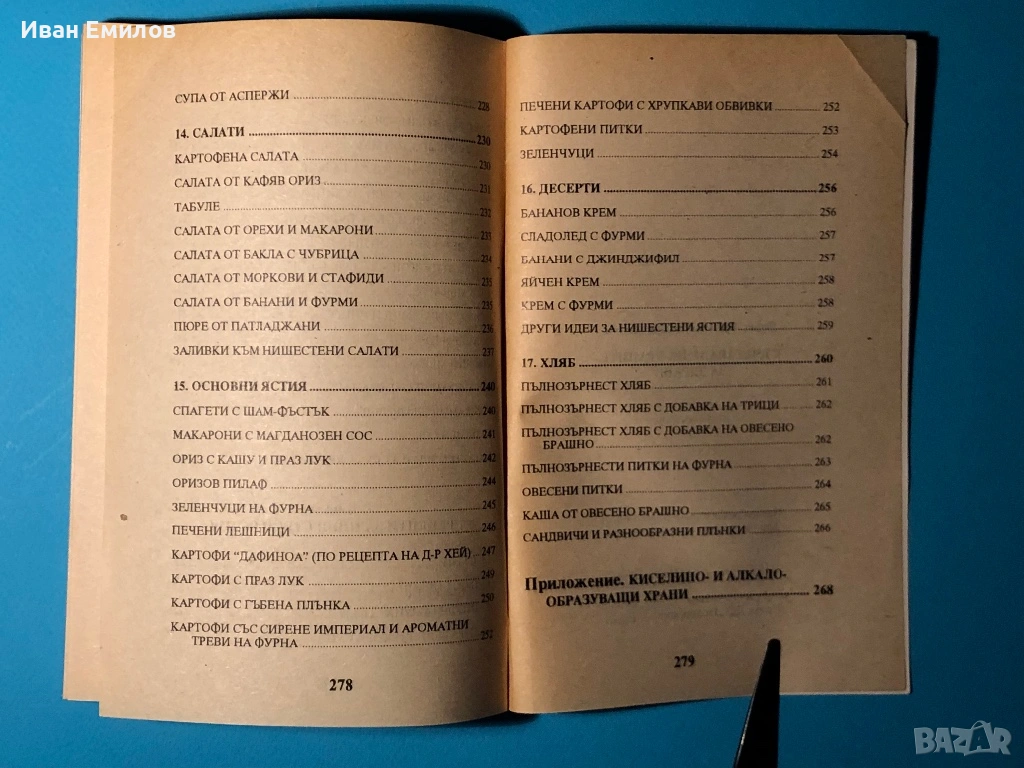 Иван Емилов
СУПА ОТ АСПЕРЖИ 228
14. САЛАТИ 230
КАРТОФЕНА САЛАТА 230
САЛАТА ОТ КАФЯВ ОРИЗ 231
ТАБУЛЕ 232
САЛАТА ОТ ОРЕХИ И МАКАРОНИ 233
САЛАТА ОТ БАКЛА С ЧУБРИЦА 234
САЛАТА ОТ МОРКОВИ И СТАФИДИ 235
САЛАТА ОТ БАНАНИ И ФУРМИ 235
ПЮРЕ ОТ ПАТЛАДЖАНИ 236
ЗАЛИВКИ КЪМ НИШЕСТЕНИ САЛАТИ 237
15. ОСНОВНИ ЯСТИЯ 240
СПАГЕТИ С ШАМ-ФЪСТЪК 240
МАКАРОНИ С МАГДАНОЗЕН СОС 241
ОРИЗ С КАШУ И ПРАЗ ЛУК 242
ОРИЗОВ ПИЛАФ 244
ЗЕЛЕНЧУЦИ НА ФУРНА 245
ПЕЧЕНИ ЛЕШНИЦИ 246
КАРТОФИ "ДАФИНОА" (ПО РЕЦЕПТА НА Д-Р ХЕЙ) 247
КАРТОФИ С ПРАЗ ЛУК 249
КАРТОФИ С ГЪБЕНА ПЛЪНКА 250
КАРТОФИ СЪС СИРЕНЕ ИМПЕРИАЛ И АРОМАТНИ
ТРЕВИ НА ФУРНА 252
278
ПЕЧЕНИ КАРТОФИ С ХРУПКАВИ ОБВИВКИ 252
КАРТОФЕНИ ПИТКИ 253
ЗЕЛЕНЧУЦИ 254
16. ДЕСЕРТИ 256
БАНАНОВ КРЕМ 256
СЛАДОЛЕД С ФУРМИ 257
БАНАНИ С ДЖИНДЖИФИЛ 257
ЯЙЧЕН КРЕМ 258
КРЕМ С ФУРМИ 258
ДРУГИ ИДЕИ ЗА НИШЕСТЕНИ ЯСТИЯ 259
17. ХЛЯБ 260
ПЪЛНОЗЪРНЕСТ ХЛЯБ 261
ПЪЛНОЗЪРНЕСТ ХЛЯБ С ДОБАВКА НА ТРИЦИ 262
ПЪЛНОЗЪРНЕСТ ХЛЯБ С ДОБАВКА НА ОВЕСЕНО
БРАШНО 262
ПЪЛНОЗЪРНЕСТИ ПИТКИ НА ФУРНА 263
ОВЕСЕНИ ПИТКИ 264
КАША ОТ ОВЕСЕНО БРАШНО 265
САНДВИЧИ И РАЗНООБРАЗНИ ПЛЪНКИ 266
Приложение. КИСЕЛИНО- И АЛКАЛО-
ОБРАЗУВАЩИ ХРАНИ 268
279
BAZAR